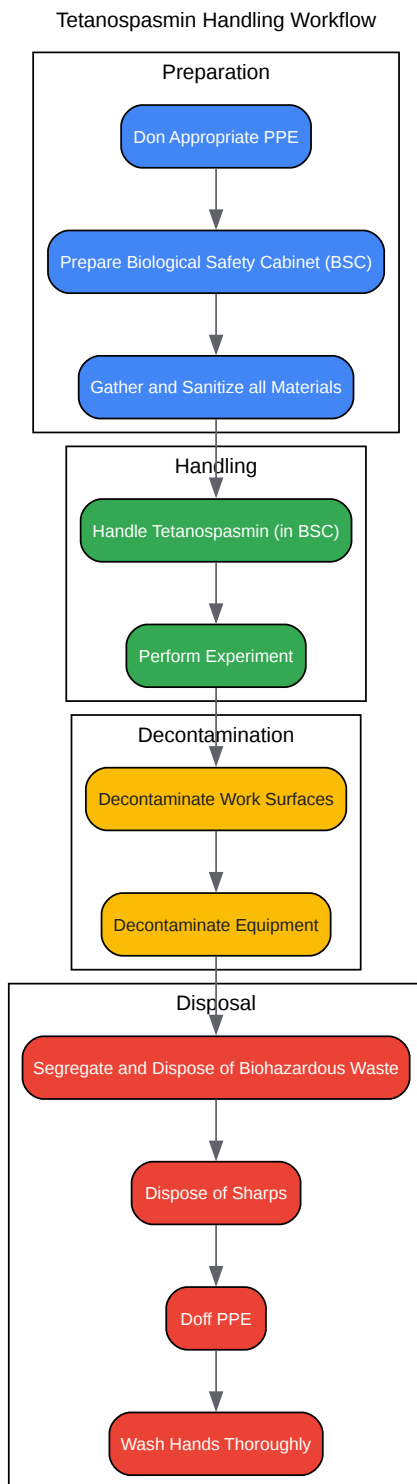 Tetanospasmin Handling Workflow
Preparation
Don Appropriate PPE
Prepare Biological Safety Cabinet (BSC)
Gather and Sanitize all Materials
Handling
Handle Tetanospasmin (in BSC)
Perform Experiment
Decontamination
Decontaminate Work Surfaces
Decontaminate Equipment
Disposal
Segregate and Dispose of Biohazardous Waste
Dispose of Sharps
Doff PPE
Wash Hands Thoroughly